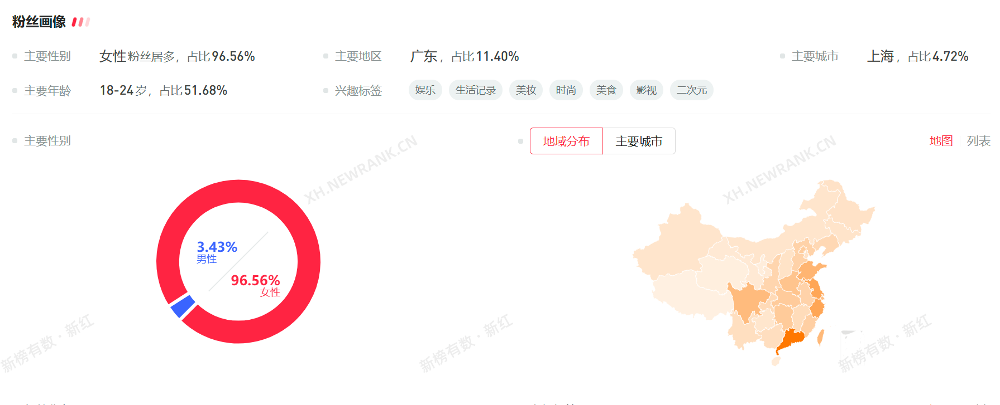 粉丝画像
主要性别 女性粉丝居多，占比96.56%
主要地区 广东，占比11.40%
主要城市 上海，占比4.72%
主要年龄 18-24岁，占比51.68%
兴趣标签 娱乐 生活记录 美妆 时尚 美食 影视 二次元
主要性别
地域分布 主要城市
地图 列表
3.43%
男性
96.56%
女性
XH.NEWRANK.CN
XH.NEWRANK.CN
新榜有数·新红
新榜有数·新红
新榜有数·新红